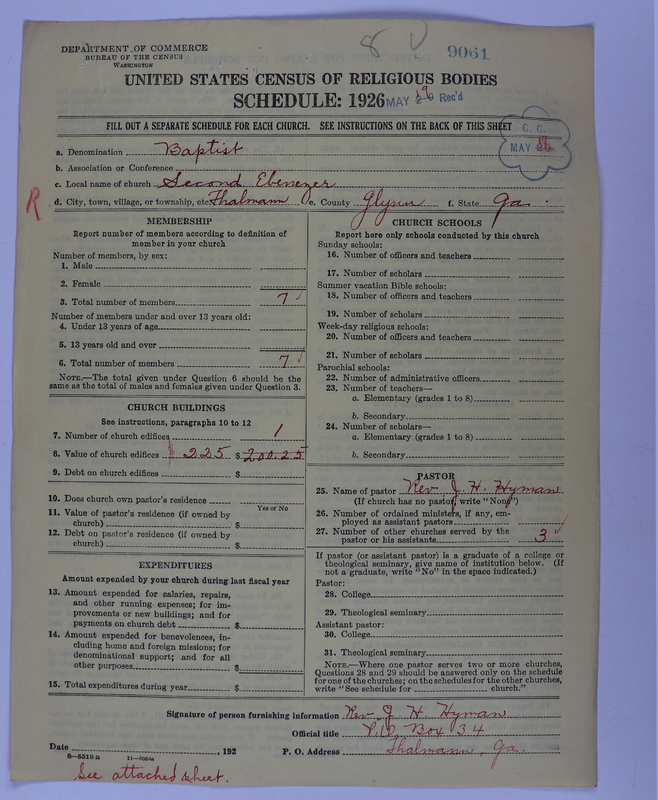 8 V 9061
DEPARTMENT OF COMMERCE
BUREAU OF THE CENSUS
WASHINGTON
UNITED STATES CENSUS OF RELIGIOUS BODIES
SCHEDULE: 1926 MAY 19 Rec'd
FILL OUT A SEPARATE SCHEDULE FOR EACH CHURCH. SEE INSTRUCTIONS ON THE BACK OF THIS SHEET
C. C.
MAY
a. Denomination Baptist
b. Association or Conference
c. Local name of church Second Ebenezer
R d. City, town, village, or township, etc. Thalmann e. County Glynn f. State Ga.
MEMBERSHIP
Report number of members according to definition of
member in your church
Number of members, by sex:
1. Male
2. Female
3. Total number of members 7 ✓
Number of members under and over 13 years old:
4. Under 13 years of age
5. 13 years old and over
6. Total number of members 7 ✓
NOTE.—The total given under Question 6 should be the
same as the total of males and females given under Question 3.
CHURCH BUILDINGS
See instructions, paragraphs 10 to 12
7. Number of church edifices 1
8. Value of church edifices 225 $ 200.25
9. Debt on church edifices $
10. Does church own pastor's residence
Yes or No
11. Value of pastor's residence (if owned by
church) $
12. Debt on pastor's residence (if owned by
church) $
EXPENDITURES
Amount expended by your church during last fiscal year
13. Amount expended for salaries, repairs,
and other running expenses; for im-
provements or new buildings; and for
payments on church debt $
14. Amount expended for benevolences, in-
cluding home and foreign missions; for
denominational support; and for all
other purposes $
15. Total expenditures during year $
CHURCH SCHOOLS
Report here only schools conducted by this church
Sunday schools:
16. Number of officers and teachers
17. Number of scholars
Summer vacation Bible schools:
18. Number of officers and teachers
19. Number of scholars
Week-day religious schools:
20. Number of officers and teachers
21. Number of scholars
Parochial schools:
22. Number of administrative officers
23. Number of teachers—
a. Elementary (grades 1 to 8)
b. Secondary
24. Number of scholars—
a. Elementary (grades 1 to 8)
b. Secondary
PASTOR
25. Name of pastor Rev. J. H. Hyman
(If church has no pastor, write "None")
26. Number of ordained ministers, if any, em-
ployed as assistant pastors
27. Number of other churches served by the
pastor or his assistants 3 ✓
If pastor (or assistant pastor) is a graduate of a college or
theological seminary, give name of institution below. (If
not a graduate, write "No" in the space indicated.)
Pastor:
28. College
29. Theological seminary
Assistant pastor:
30. College
31. Theological seminary
NOTE.—Where one pastor serves two or more churches,
Questions 28 and 29 should be answered only on the schedule
for one of the churches; on the schedules for the other churches,
write "See schedule for church."
Signature of person furnishing information Rev. J. H. Hyman
Official title P.O. Box 34
Date , 192 P. O. Address Thalmann, Ga.
8—5518 a
See attached sheet.